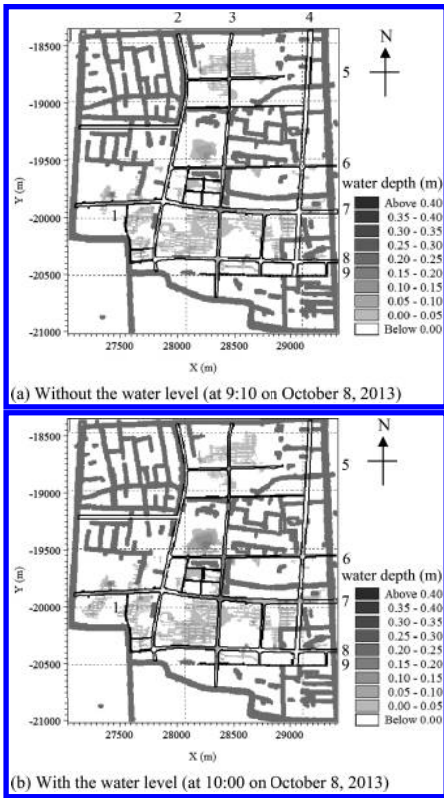 2 3 4
-18500
-19000
-19500
-20000
-20500
-21000
Y (m)
N
5
6
7
8
9
1
water depth (m)
Above 0.40
0.35 - 0.40
0.30 - 0.35
0.25 - 0.30
0.20 - 0.25
0.15 - 0.20
0.10 - 0.15
0.05 - 0.10
0.00 - 0.05
Below 0.00
27500 28000 28500 29000
X (m)
(a) Without the water level (at 9:10 on October 8, 2013)
-18500
-19000
-19500
-20000
-20500
-21000
Y (m)
N
5
6
7
8
9
1
water depth (m)
Above 0.40
0.35 - 0.40
0.30 - 0.35
0.25 - 0.30
0.20 - 0.25
0.15 - 0.20
0.10 - 0.15
0.05 - 0.10
0.00 - 0.05
Below 0.00
27500 28000 28500 29000
X (m)
(b) With the water level (at 10:00 on October 8, 2013)